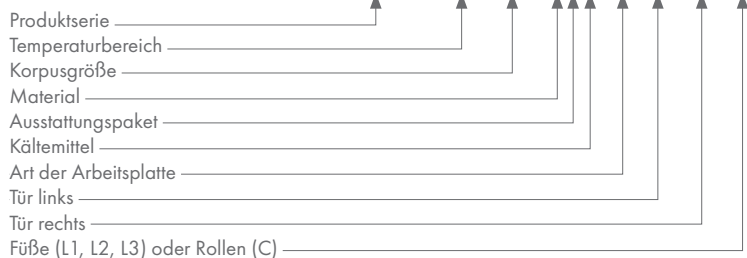 Produktserie
Temperaturbereich
Korpusgröße
Material
Ausstattungspaket
Kältemittel
Art der Arbeitsplatte
Tür links
Tür rechts
Füße (L1, L2, L3) oder Rollen (C)